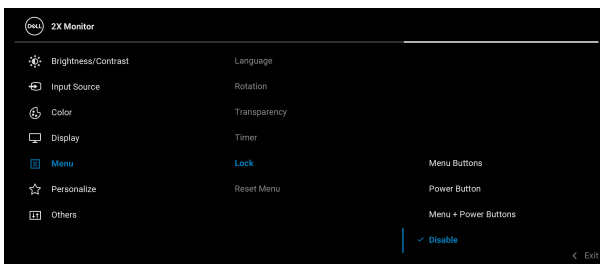 DELL 2X Monitor
Brightness/Contrast Language
Input Source Rotation
Color Transparency
Display Timer
Menu Lock Menu Buttons
Personalize Reset Menu Power Button
Others Menu + Power Buttons
Disable
Exit